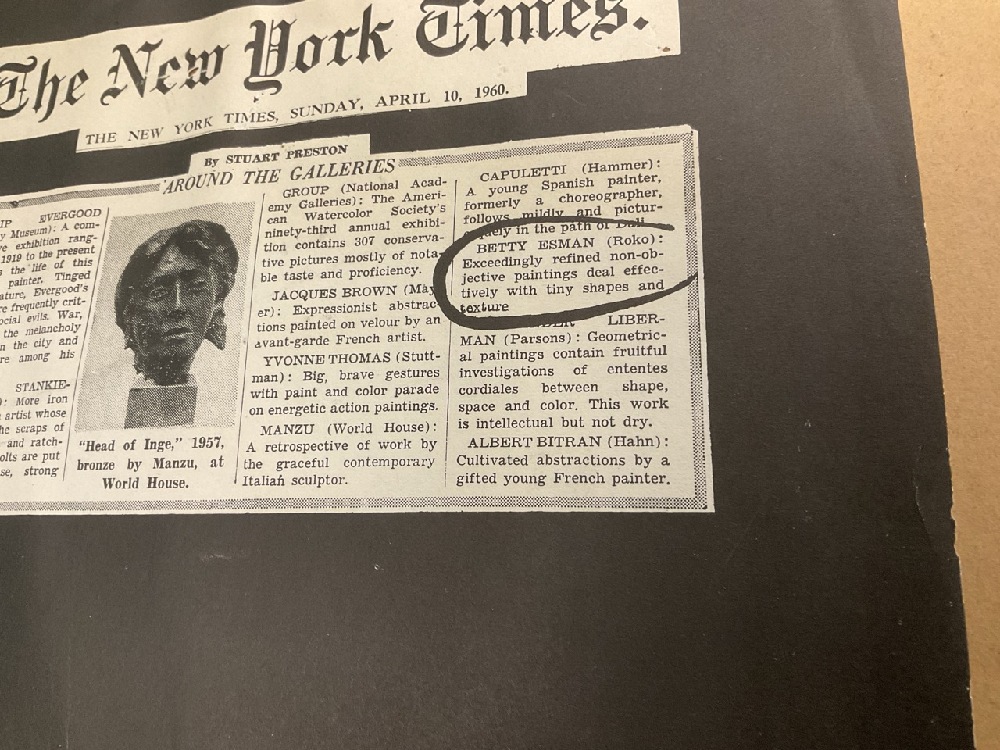 The New York Times.
THE NEW YORK TIMES, SUNDAY, APRIL 10, 1960.
By STUART PRESTON
AROUND THE GALLERIES
EVERGOOD
Museum): A com-
exhibition rang-
1919 to the present
the life of this
painter. Tinged
Evergood's
frequently crit-
evils. War,
the melancholy
the city and
among his
STANKIE-
More iron
artist whose
scraps of
and ratch-
are put
strong
"Head of Inge," 1957,
bronze by Manzu, at
World House.
GROUP (National Acad-
emy Galleries): The Ameri-
can Watercolor Society's
ninety-third annual exhibi-
tion contains 307 conserva-
tive pictures mostly of nota-
ble taste and proficiency.
JACQUES BROWN (May
er): Expressionist abstrac-
tions painted on velour by an
avant-garde French artist.
YVONNE THOMAS (Stutt-
man): Big, brave gestures
with paint and color parade
on energetic action paintings.
MANZU (World House):
A retrospective of work by
the graceful contemporary
Italian sculptor.
CAPULETTI (Hammer):
A young Spanish painter,
formerly a choreographer,
follows mildly and pictur-
in the path of Dali.
BETTY ESMAN (Roko):
Exceedingly refined non-ob-
jective paintings deal effec-
tively with tiny shapes and
texture
LIBER-
MAN (Parsons): Geometric-
al paintings contain fruitful
investigations of ententes
cordiales between shape,
space and color. This work
is intellectual but not dry.
ALBERT BITRAN (Hahn):
Cultivated abstractions by a
gifted young French painter.